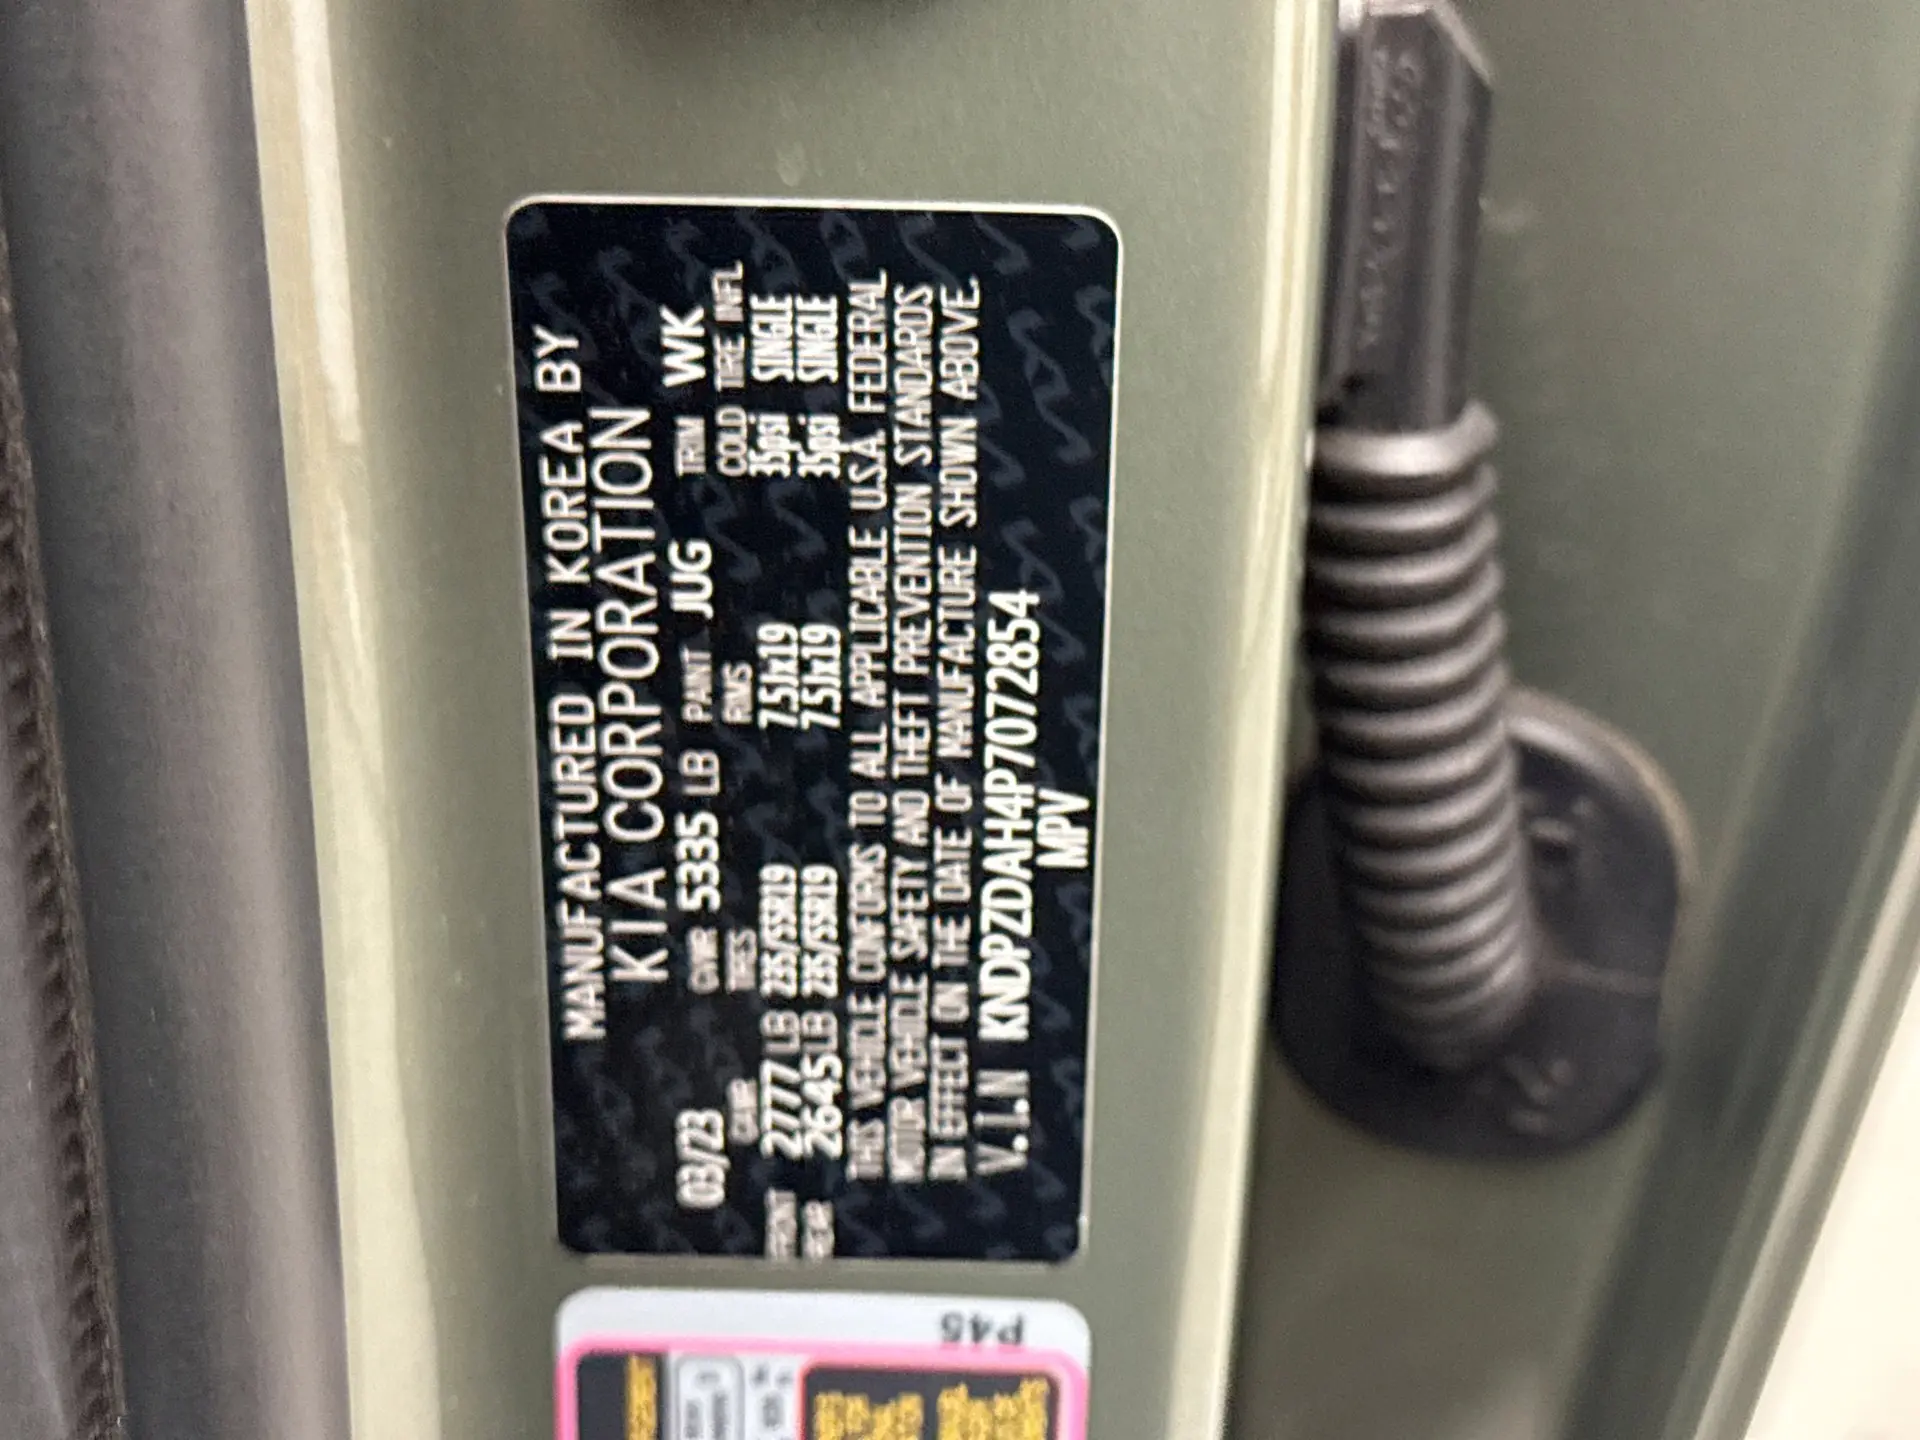 MANUFACTURED IN KOREA BY
KIA CORPORATION
03/23 GVWR 5335 LB PAINT JUG TRIM WK
GAWR TIRES RIMS COLD TIRE INFL
FRONT 2777 LB 235/55R19 7.5Jx19 35psi SINGLE
REAR 2645 LB 235/55R19 7.5Jx19 35psi SINGLE
THIS VEHICLE CONFORMS TO ALL APPLICABLE U.S.A. FEDERAL
MOTOR VEHICLE SAFETY AND THEFT PREVENTION STANDARDS
IN EFFECT ON THE DATE OF MANUFACTURE SHOWN ABOVE.
V.I.N KNDPZDAH4P7072854
MPV
P45